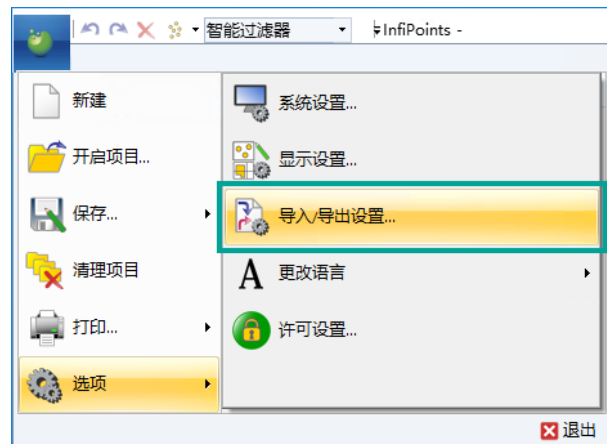 智能过滤器
InfiPoints -
新建
开启项目...
保存...
清理项目
打印...
选项
系统设置...
显示设置...
导入/导出设置...
A 更改语言
许可设置...
退出